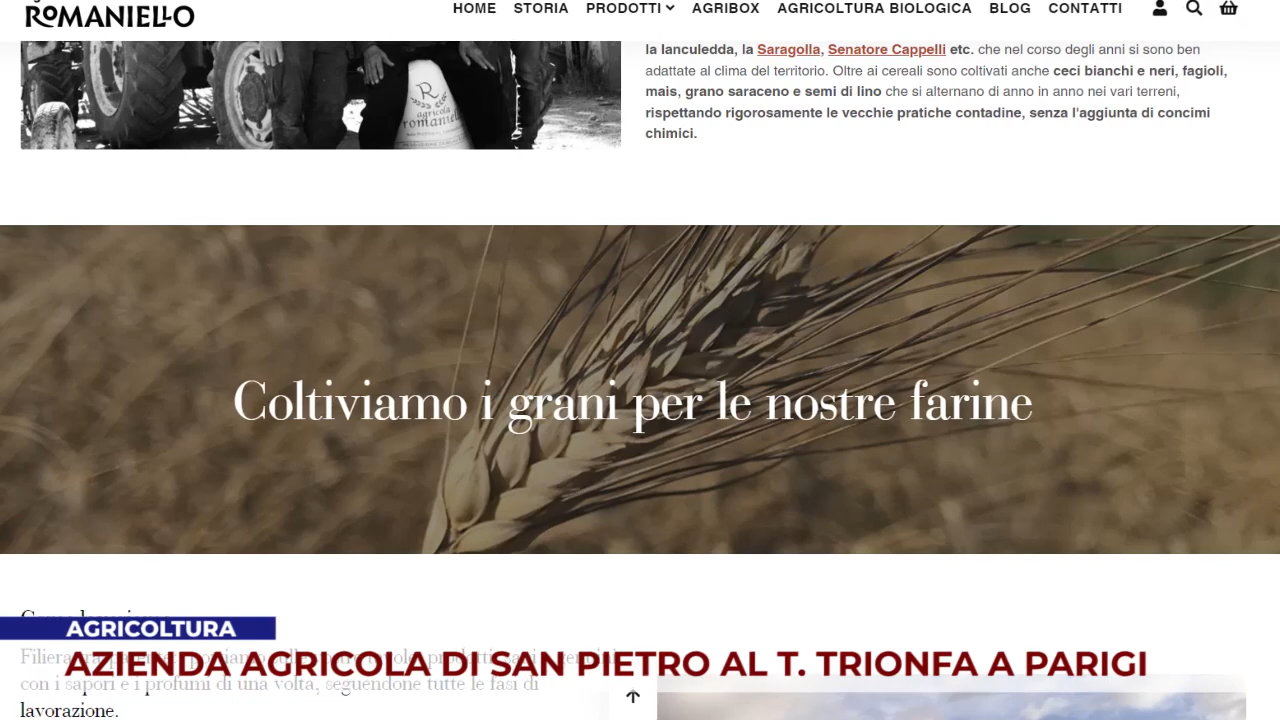 ROMANIELLO
HOME STORIA PRODOTTI AGRIBOX AGRICOLTURA BIOLOGICA BLOG CONTATTI
la lanculedda, la Saragolla, Senatore Cappelli etc. che nel corso degli anni si sono ben
adattate al clima del territorio. Oltre ai cereali sono coltivati anche ceci bianchi e neri, fagioli,
mais, grano saraceno e semi di lino che si alternano di anno in anno nei vari terreni,
rispettando rigorosamente le vecchie pratiche contadine, senza l'aggiunta di concimi
chimici.
R
agricola
romaniello
Coltiviamo i grani per le nostre farine
AGRICOLTURA
AZIENDA AGRICOLA DI SAN PIETRO AL T. TRIONFA A PARIGI
Filiera
con i sapori e i profumi di una volta, seguendone tutte le fasi di
lavorazione.